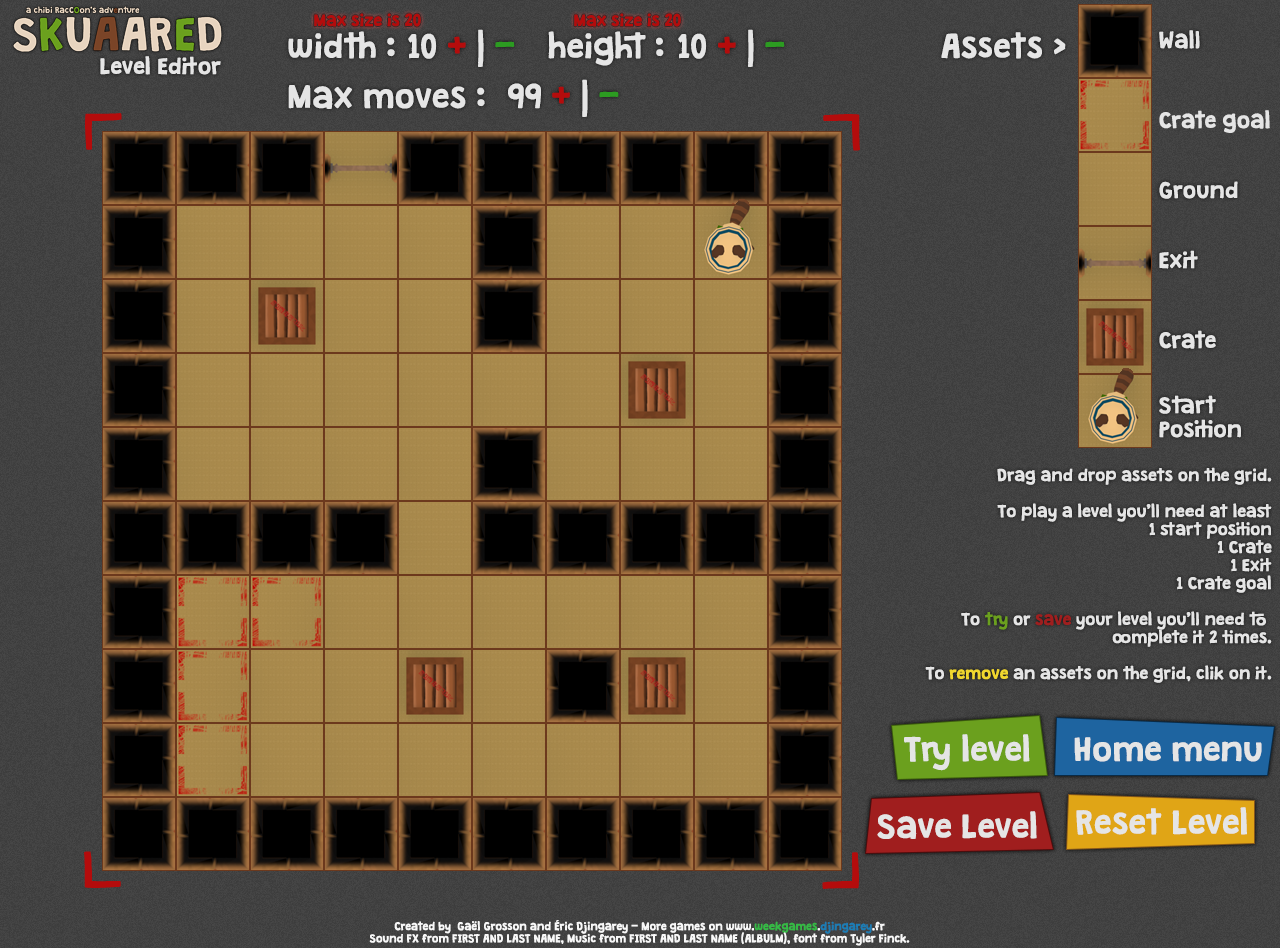 a chibi RacCOon's adventure
SKUAARED
Level Editor
Max size is 20
width : 10 + | -
Max size is 20
height : 10 + | -
Max moves : 99 + | -
Assets >
Wall
Crate goal
Ground
Exit
Crate
Start
Position
Drag and drop assets on the grid.
To play a level you'll need at least
1 start position
1 Crate
1 Exit
1 Crate goal
To try or save your level you'll need to
complete it 2 times.
To remove an assets on the grid, clik on it.
Try level
Home menu
Save Level
Reset Level
Created by Gaël Grosson and Éric Djingarey - More games on www.weekgames.djingarey.fr
Sound FX from FIRST AND LAST NAME, Music from FIRST AND LAST NAME (ALBULM), font from Tyler Finck.